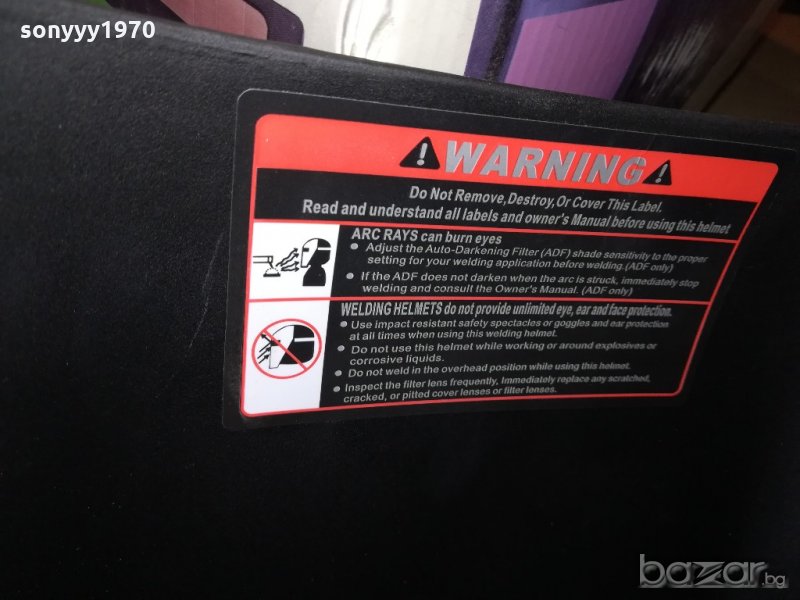 sonyyy1970
WARNING
Do Not Remove,Destroy,Or Cover This Label.
Read and understand all labels and owner's Manual before using this helmet
ARC RAYS can burn eyes
● Adjust the Auto-Darkening Filter (ADF) shade sensitivity to the proper
setting for your welding application before welding.(ADF only)
● If the ADF does not darken when the arc is struck, immediately stop
welding and consult the Owner's Manual. (ADF only)
WELDING HELMETS do not provide unlimited eye, ear and face protection.
● Use impact resistant safety spectacles or goggles and ear protection
at all times when using this welding helmet.
● Do not use this helmet while working or around explosives or
corrosive liquids.
● Do not weld in the overhead position while using this helmet.
● Inspect the filter lens frequently, Immediately replace any scratched,
cracked, or pitted cover lenses or filter lenses.
bazar.bg